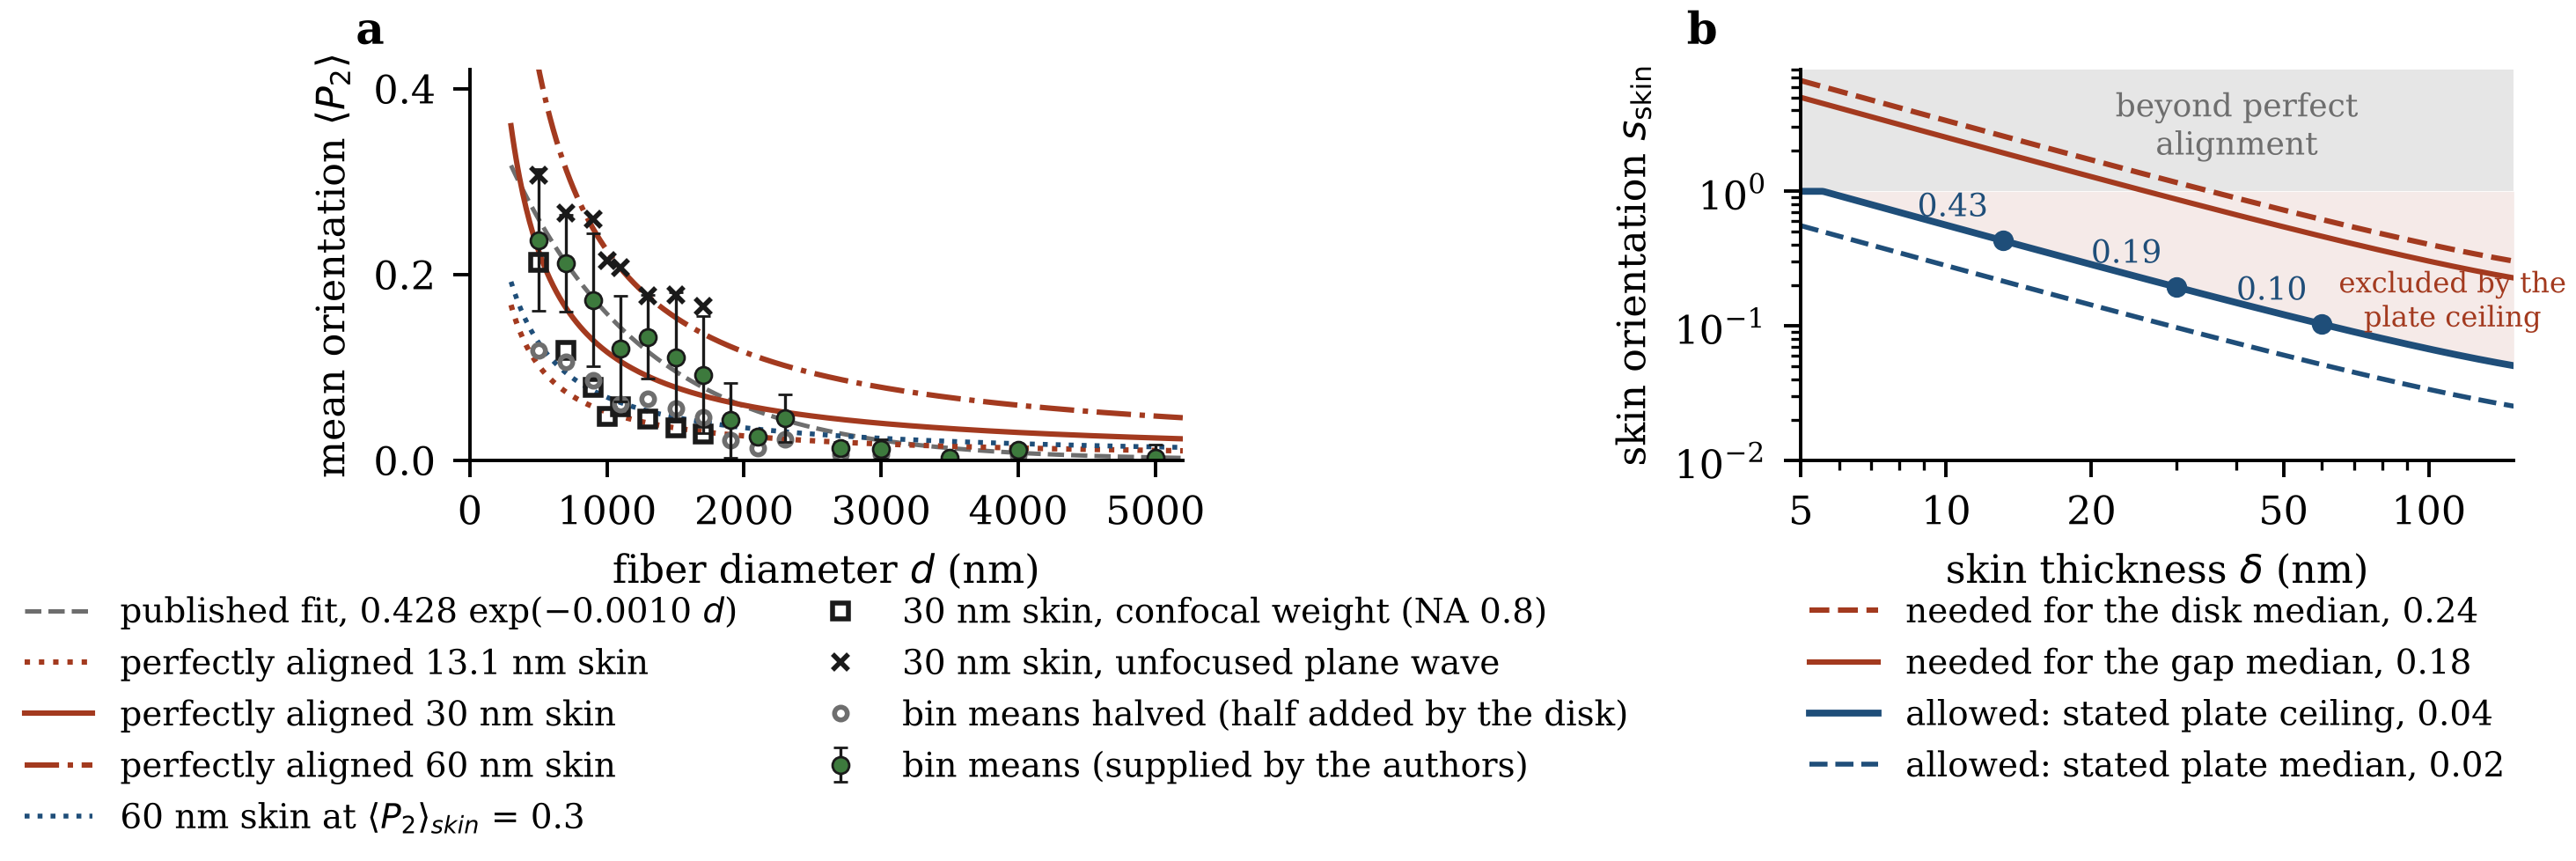 a
mean orientation ⟨P₂⟩
0.4
0.2
0.0
0 1000 2000 3000 4000 5000
fiber diameter d (nm)
published fit, 0.428 exp(−0.0010 d)
perfectly aligned 13.1 nm skin
perfectly aligned 30 nm skin
perfectly aligned 60 nm skin
60 nm skin at ⟨P₂⟩skin = 0.3
30 nm skin, confocal weight (NA 0.8)
30 nm skin, unfocused plane wave
bin means halved (half added by the disk)
bin means (supplied by the authors)
b
skin orientation sskin
10⁰
10⁻¹
10⁻²
beyond perfect
alignment
0.43
0.19
0.10
excluded by the
plate ceiling
5 10 20 50 100
skin thickness δ (nm)
needed for the disk median, 0.24
needed for the gap median, 0.18
allowed: stated plate ceiling, 0.04
allowed: stated plate median, 0.02